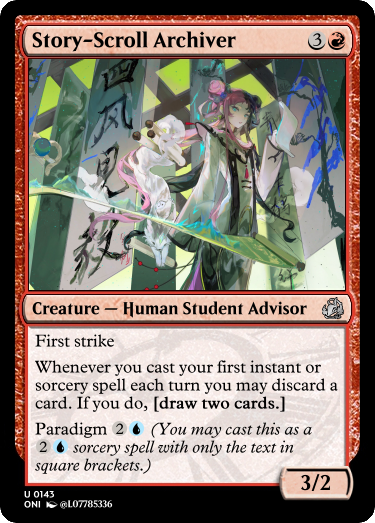 Story-Scroll Archiver 3
四風
Creature — Human Student Advisor
First strike
Whenever you cast your first instant or
sorcery spell each turn you may discard a
card. If you do, [draw two cards.]
Paradigm 2 (You may cast this as a
2 sorcery spell with only the text in
square brackets.)
3/2
U 0143
ONI @L07785336